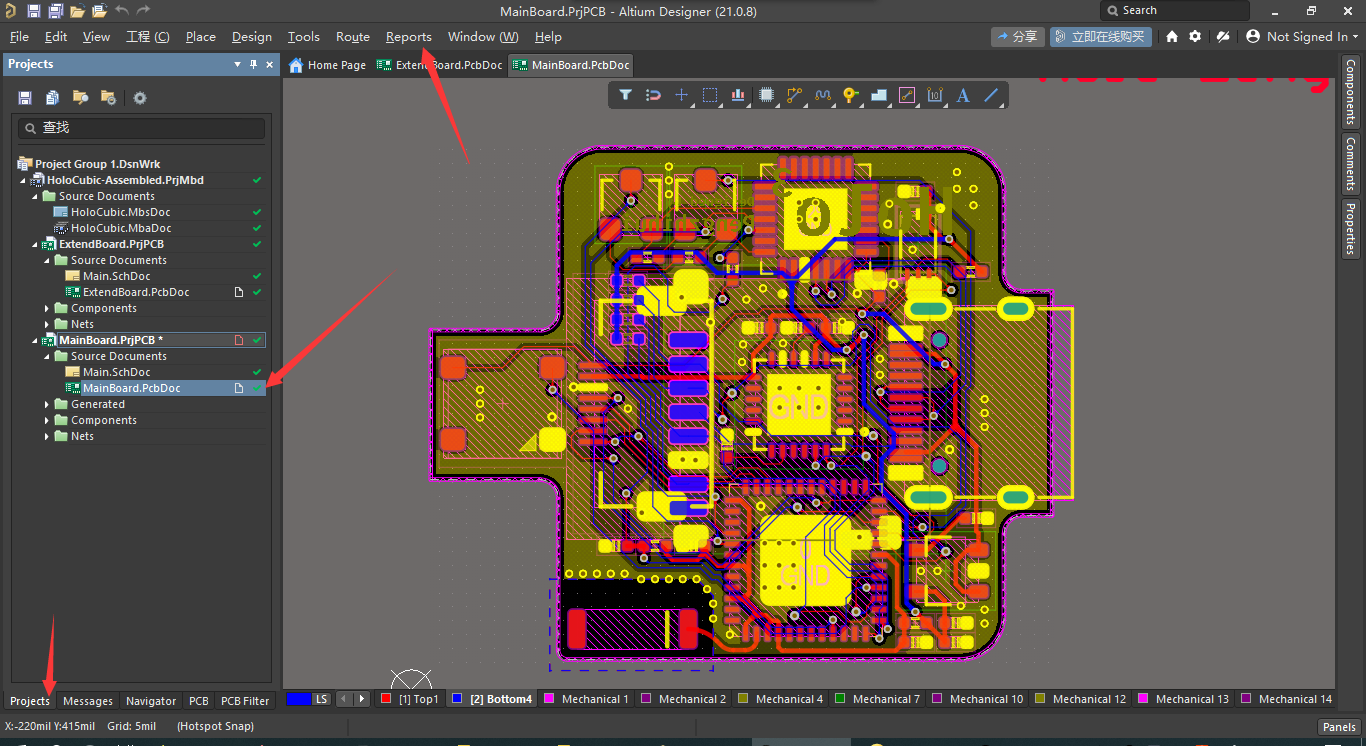 MainBoard.PrjPCB - Altium Designer (21.0.8)
Search
File Edit View 工程 (C) Place Design Tools Route Reports Window (W) Help
分享
立即在线购买
Not Signed In
Projects
Home Page
ExtendBoard.PcbDoc
MainBoard.PcbDoc
查找
Project Group 1.DsnWrk
HoloCubic-Assembled.PrjMbd
Source Documents
HoloCubic.MbsDoc
HoloCubic.MbaDoc
ExtendBoard.PrjPCB
Source Documents
Main.SchDoc
ExtendBoard.PcbDoc
Components
Nets
MainBoard.PrjPCB *
Source Documents
Main.SchDoc
MainBoard.PcbDoc
Generated
Components
Nets
0
GND
0
GND
Components
Comments
Properties
Projects Messages Navigator PCB PCB Filter
LS
[1] Top1
[2] Bottom4
Mechanical 1
Mechanical 2
Mechanical 4
Mechanical 7
Mechanical 10
Mechanical 12
Mechanical 13
Mechanical 14
X:-220mil Y:415mil Grid: 5mil (Hotspot Snap)
Panels